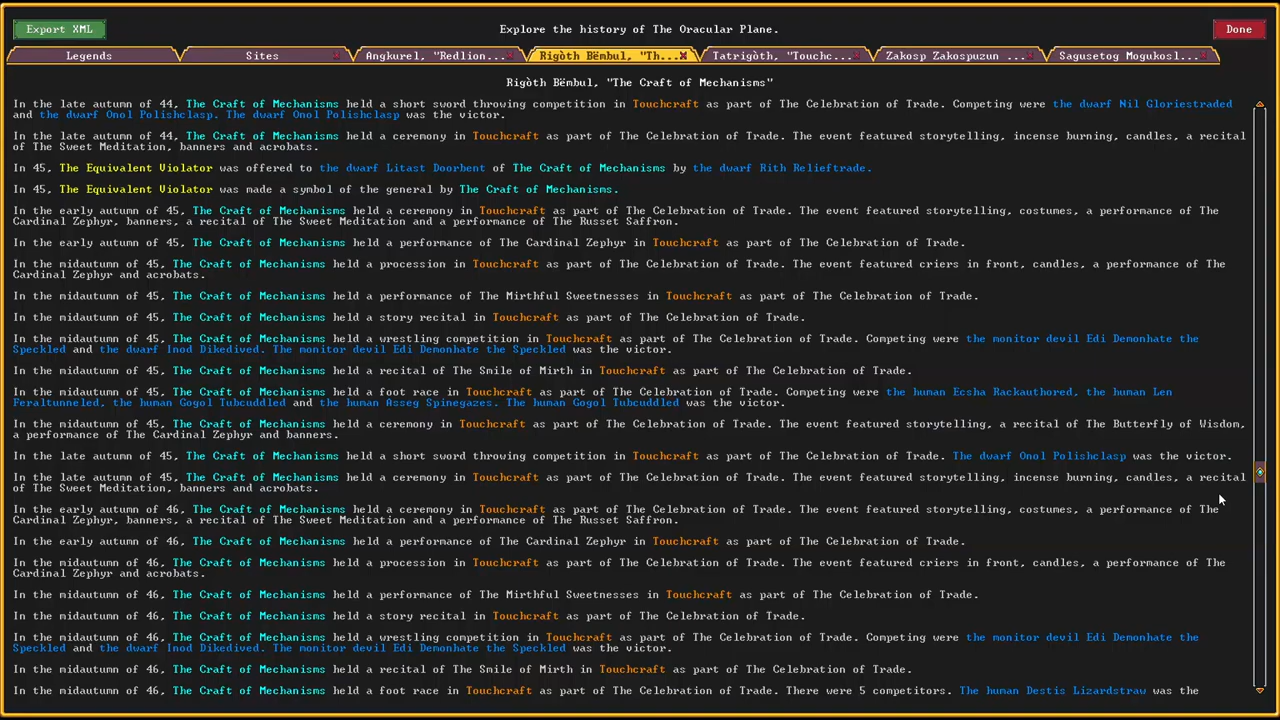 Export XML
Explore the history of The Oracular Plane.
Done
Legends
Sites
Angkurel, "Redlion...
Rigòth Bëmbul, "Th...
Tatrigòth, "Touchc...
Zakosp Zakospuzun ...
Sagusetog Mogukosl...
Rigòth Bëmbul, "The Craft of Mechanisms"
In the late autumn of 44, The Craft of Mechanisms held a short sword throwing competition in Touchcraft as part of The Celebration of Trade. Competing were the dwarf Nil Gloriestraded
and the dwarf Onol Polishclasp. The dwarf Onol Polishclasp was the victor.
In the late autumn of 44, The Craft of Mechanisms held a ceremony in Touchcraft as part of The Celebration of Trade. The event featured storytelling, incense burning, candles, a recital
of The Sweet Meditation, banners and acrobats.
In 45, The Equivalent Violator was offered to the dwarf Litast Doorbent of The Craft of Mechanisms by the dwarf Rith Relieftrade.
In 45, The Equivalent Violator was made a symbol of the general by The Craft of Mechanisms.
In the early autumn of 45, The Craft of Mechanisms held a ceremony in Touchcraft as part of The Celebration of Trade. The event featured storytelling, costumes, a performance of The
Cardinal Zephyr, banners, a recital of The Sweet Meditation and a performance of The Russet Saffron.
In the early autumn of 45, The Craft of Mechanisms held a performance of The Cardinal Zephyr in Touchcraft as part of The Celebration of Trade.
In the midautumn of 45, The Craft of Mechanisms held a procession in Touchcraft as part of The Celebration of Trade. The event featured criers in front, candles, a performance of The
Cardinal Zephyr and acrobats.
In the midautumn of 45, The Craft of Mechanisms held a performance of The Mirthful Sweetnesses in Touchcraft as part of The Celebration of Trade.
In the midautumn of 45, The Craft of Mechanisms held a story recital in Touchcraft as part of The Celebration of Trade.
In the midautumn of 45, The Craft of Mechanisms held a wrestling competition in Touchcraft as part of The Celebration of Trade. Competing were the monitor devil Edi Demonhate the
Speckled and the dwarf Inod Dikedived. The monitor devil Edi Demonhate the Speckled was the victor.
In the midautumn of 45, The Craft of Mechanisms held a recital of The Smile of Mirth in Touchcraft as part of The Celebration of Trade.
In the midautumn of 45, The Craft of Mechanisms held a foot race in Touchcraft as part of The Celebration of Trade. Competing were the human Ecsha Rackauthored, the human Len
Feraltunneled, the human Gogol Tubcuddled and the human Asseg Spinegazes. The human Gogol Tubcuddled was the victor.
In the midautumn of 45, The Craft of Mechanisms held a ceremony in Touchcraft as part of The Celebration of Trade. The event featured storytelling, a recital of The Butterfly of Wisdom,
a performance of The Cardinal Zephyr and banners.
In the late autumn of 45, The Craft of Mechanisms held a short sword throwing competition in Touchcraft as part of The Celebration of Trade. The dwarf Onol Polishclasp was the victor.
In the late autumn of 45, The Craft of Mechanisms held a ceremony in Touchcraft as part of The Celebration of Trade. The event featured storytelling, incense burning, candles, a recital
of The Sweet Meditation, banners and acrobats.
In the early autumn of 46, The Craft of Mechanisms held a ceremony in Touchcraft as part of The Celebration of Trade. The event featured storytelling, costumes, a performance of The
Cardinal Zephyr, banners, a recital of The Sweet Meditation and a performance of The Russet Saffron.
In the early autumn of 46, The Craft of Mechanisms held a performance of The Cardinal Zephyr in Touchcraft as part of The Celebration of Trade.
In the midautumn of 46, The Craft of Mechanisms held a procession in Touchcraft as part of The Celebration of Trade. The event featured criers in front, candles, a performance of The
Cardinal Zephyr and acrobats.
In the midautumn of 46, The Craft of Mechanisms held a performance of The Mirthful Sweetnesses in Touchcraft as part of The Celebration of Trade.
In the midautumn of 46, The Craft of Mechanisms held a story recital in Touchcraft as part of The Celebration of Trade.
In the midautumn of 46, The Craft of Mechanisms held a wrestling competition in Touchcraft as part of The Celebration of Trade. Competing were the monitor devil Edi Demonhate the
Speckled and the dwarf Inod Dikedived. The monitor devil Edi Demonhate the Speckled was the victor.
In the midautumn of 46, The Craft of Mechanisms held a recital of The Smile of Mirth in Touchcraft as part of The Celebration of Trade.
In the midautumn of 46, The Craft of Mechanisms held a foot race in Touchcraft as part of The Celebration of Trade. There were 5 competitors. The human Destis Lizardstraw was the